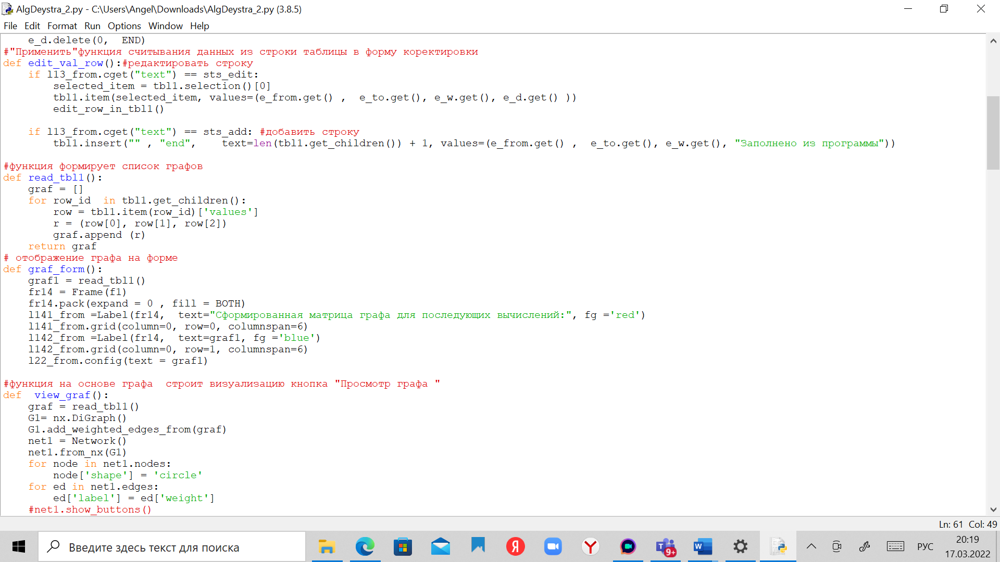 AlgDeystra_2.py - C:\Users\Angel\Downloads\AlgDeystra_2.py (3.8.5)
File Edit Format Run Options Window Help
    e_d.delete(0,  END)
#"Применить"функция считывания данных из строки таблицы в форму коректировки
def edit_val_row():#редактировать строку
    if l13_from.cget("text") == sts_edit:
        selected_item = tbl1.selection()[0]
        tbl1.item(selected_item, values=(e_from.get() ,  e_to.get(), e_w.get(), e_d.get() ))
        edit_row_in_tbl1()
    if l13_from.cget("text") == sts_add: #добавить строку
        tbl1.insert("" , "end",    text=len(tbl1.get_children()) + 1, values=(e_from.get() ,  e_to.get(), e_w.get(), "Заполнено из программы"))
#функция формирует список графов
def read_tbl1():
    graf = []
    for row_id  in tbl1.get_children():
        row = tbl1.item(row_id)['values']
        r = (row[0], row[1], row[2])
        graf.append (r)
    return graf
# отображение графа на форме
def graf_form():
    graf1 = read_tbl1()
    fr14 = Frame(f1)
    fr14.pack(expand = 0 , fill = BOTH)
    l141_from =Label(fr14,  text="Сформированная матрица графа для последующих вычислений:", fg ='red')
    l141_from.grid(column=0, row=0, columnspan=6)
    l142_from =Label(fr14,  text=graf1, fg ='blue')
    l142_from.grid(column=0, row=1, columnspan=6)
    l22_from.config(text = graf1)
#функция на основе графа  строит визуализацию кнопка "Просмотр графа "
def  view_graf():
    graf = read_tbl1()
    G1= nx.DiGraph()
    G1.add_weighted_edges_from(graf)
    net1 = Network()
    net1.from_nx(G1)
    for node in net1.nodes:
        node['shape'] = 'circle'
    for ed in net1.edges:
        ed['label'] = ed['weight']
    #net1.show_buttons()
Ln: 61 Col: 49
Введите здесь текст для поиска
Я
Y
T
9+
W
РУС
20:19
17.03.2022